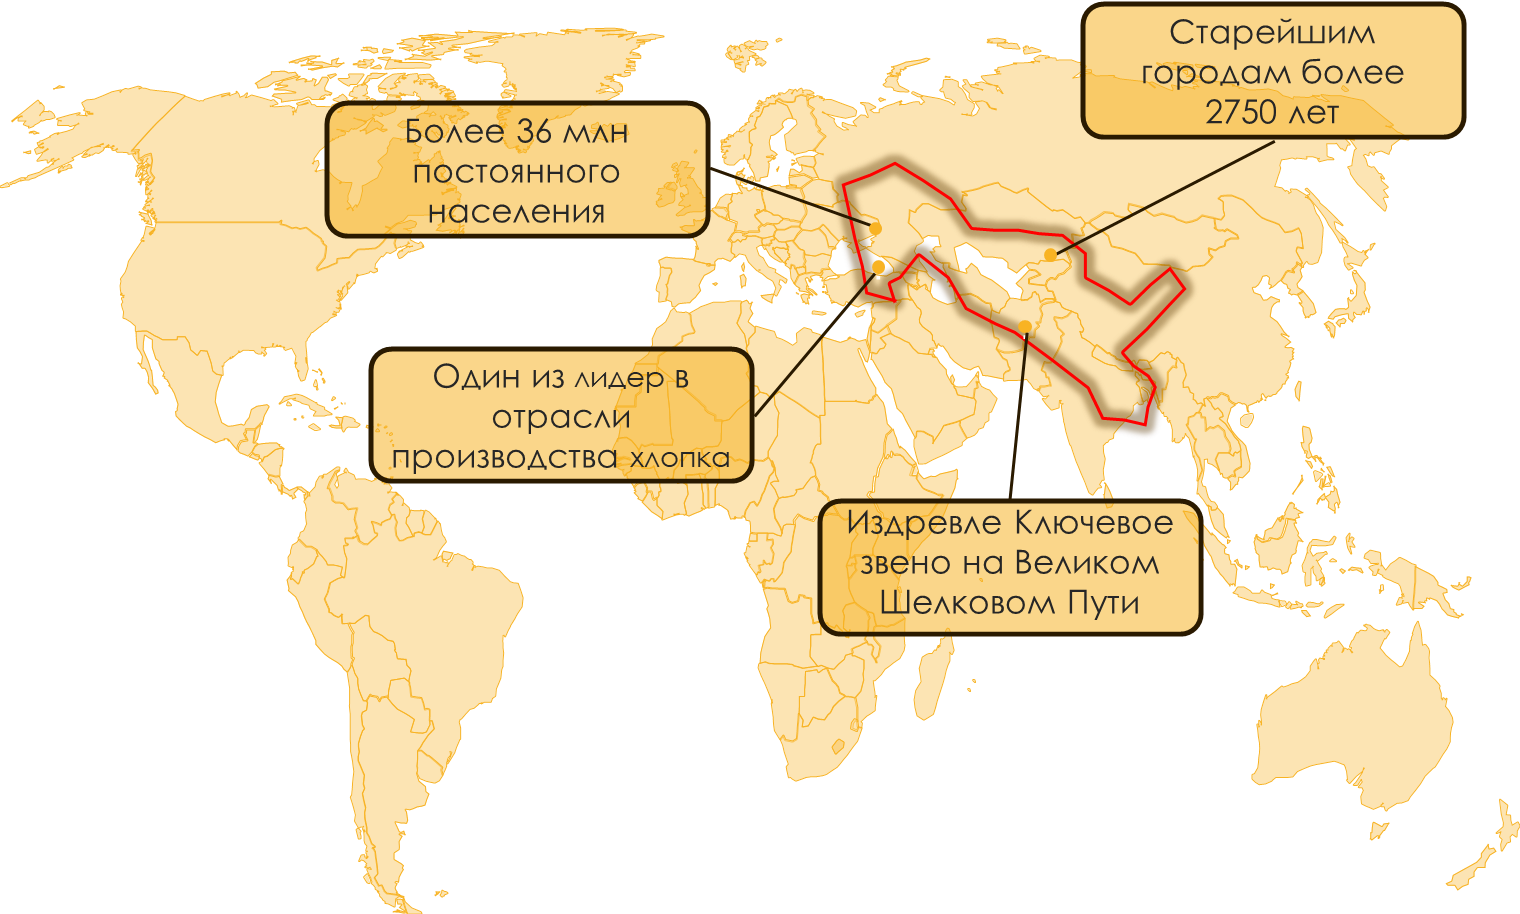 Старейшим
городам более
2750 лет
Более 36 млн
постоянного
населения
Один из лидер в
отрасли
производства хлопка
Издревле Ключевое
звено на Великом
Шелковом Пути